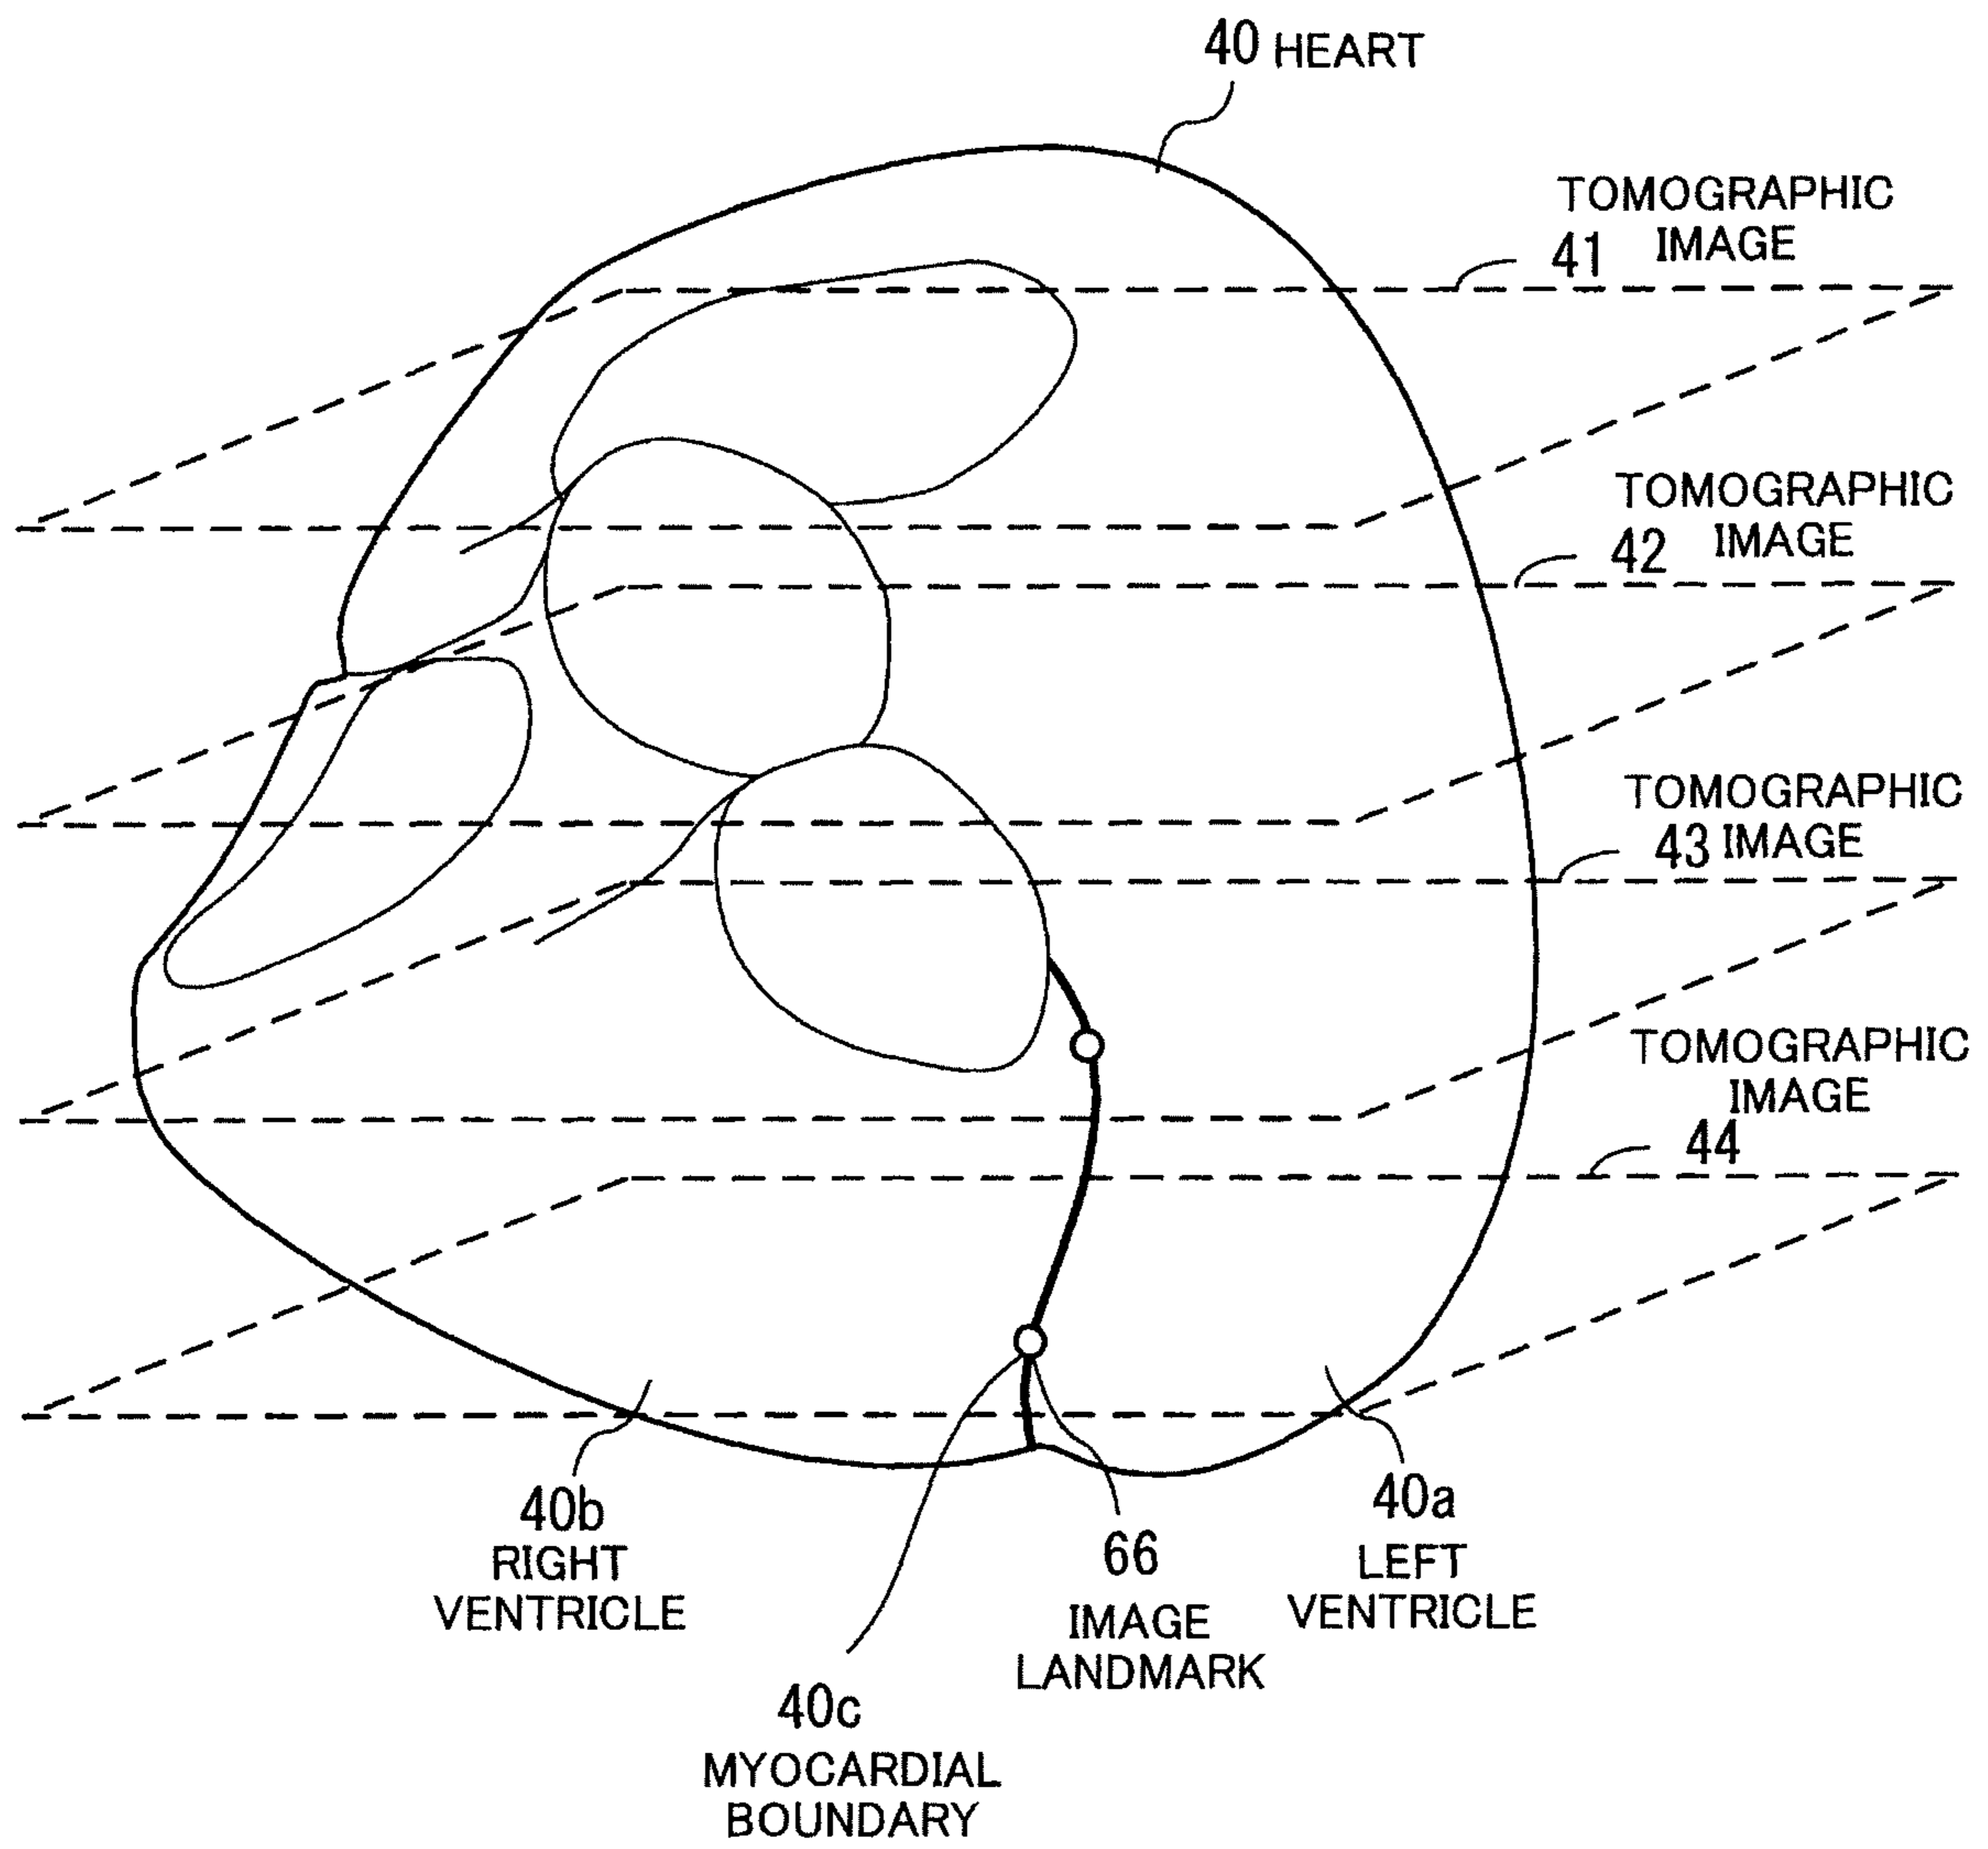 40 HEART
TOMOGRAPHIC
41 IMAGE
TOMOGRAPHIC
42 IMAGE
TOMOGRAPHIC
43 IMAGE
TOMOGRAPHIC
IMAGE
44
40b
RIGHT
VENTRICLE
40a
LEFT
VENTRICLE
66
IMAGE
LANDMARK
40c
MYOCARDIAL
BOUNDARY